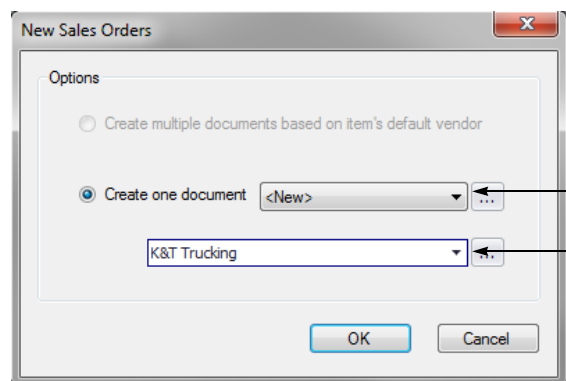 New Sales Orders
Options
Create multiple documents based on item's default vendor
Create one document <New> ...
K&T Trucking ...
OK Cancel